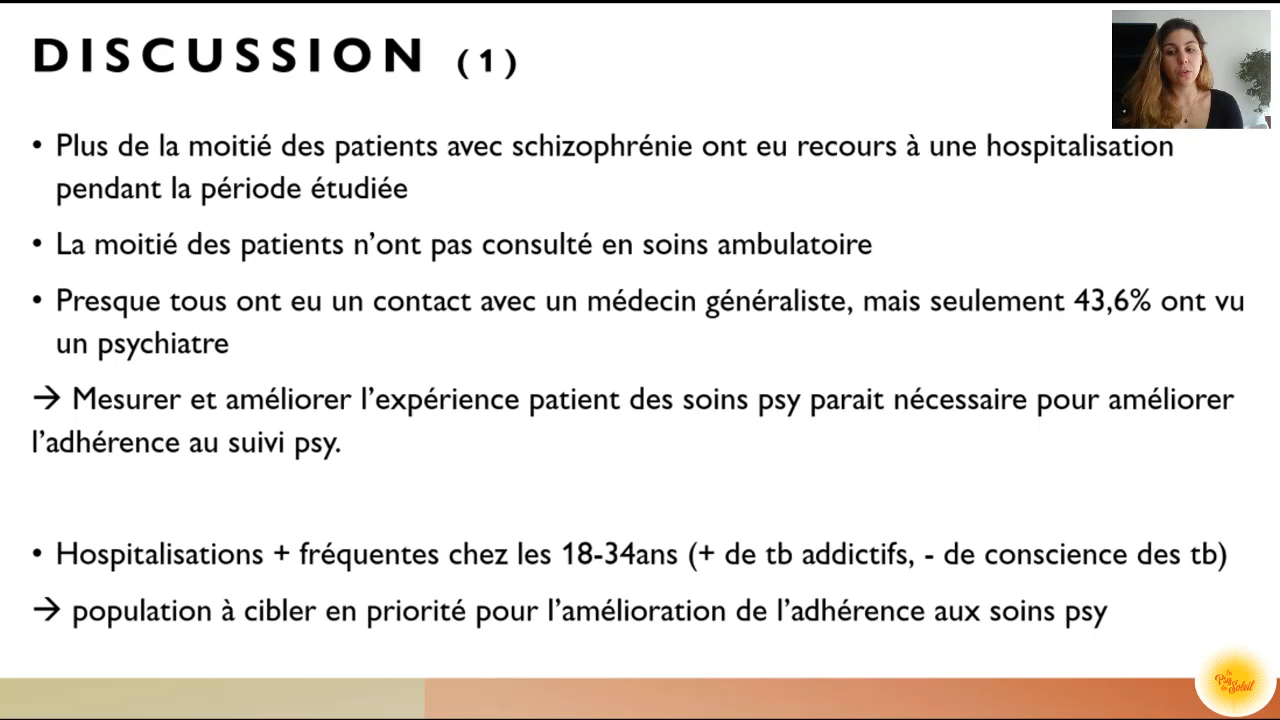 DISCUSSION (1)
• Plus de la moitié des patients avec schizophrénie ont eu recours à une hospitalisation
pendant la période étudiée
• La moitié des patients n’ont pas consulté en soins ambulatoire
• Presque tous ont eu un contact avec un médecin généraliste, mais seulement 43,6% ont vu
un psychiatre
→ Mesurer et améliorer l’expérience patient des soins psy parait nécessaire pour améliorer
l’adhérence au suivi psy.
• Hospitalisations + fréquentes chez les 18-34ans (+ de tb addictifs, - de conscience des tb)
→ population à cibler en priorité pour l’amélioration de l’adhérence aux soins psy
Psy
Soleil